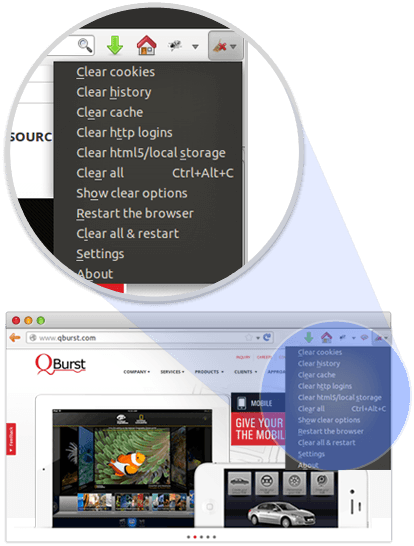 SOURC
Clear cookies
Clear history
Clear cache
Clear http logins
Clear html5/local storage
Clear all Ctrl+Alt+C
Show clear options
Restart the browser
Clear all & restart
Settings
About
www.qburst.com
QBurst
INQUIRY
COMPANY SERVICES PRODUCTS CLIENTS
MOBILE
GIVE YOUR
THE MOBIL
Feedback
Clear cookies
Clear history
Clear cache
Clear http logins
Clear html5/local storage
Clear all Ctrl+Alt+C
Show clear options
Restart the browser
Clear all & restart
Settings
About